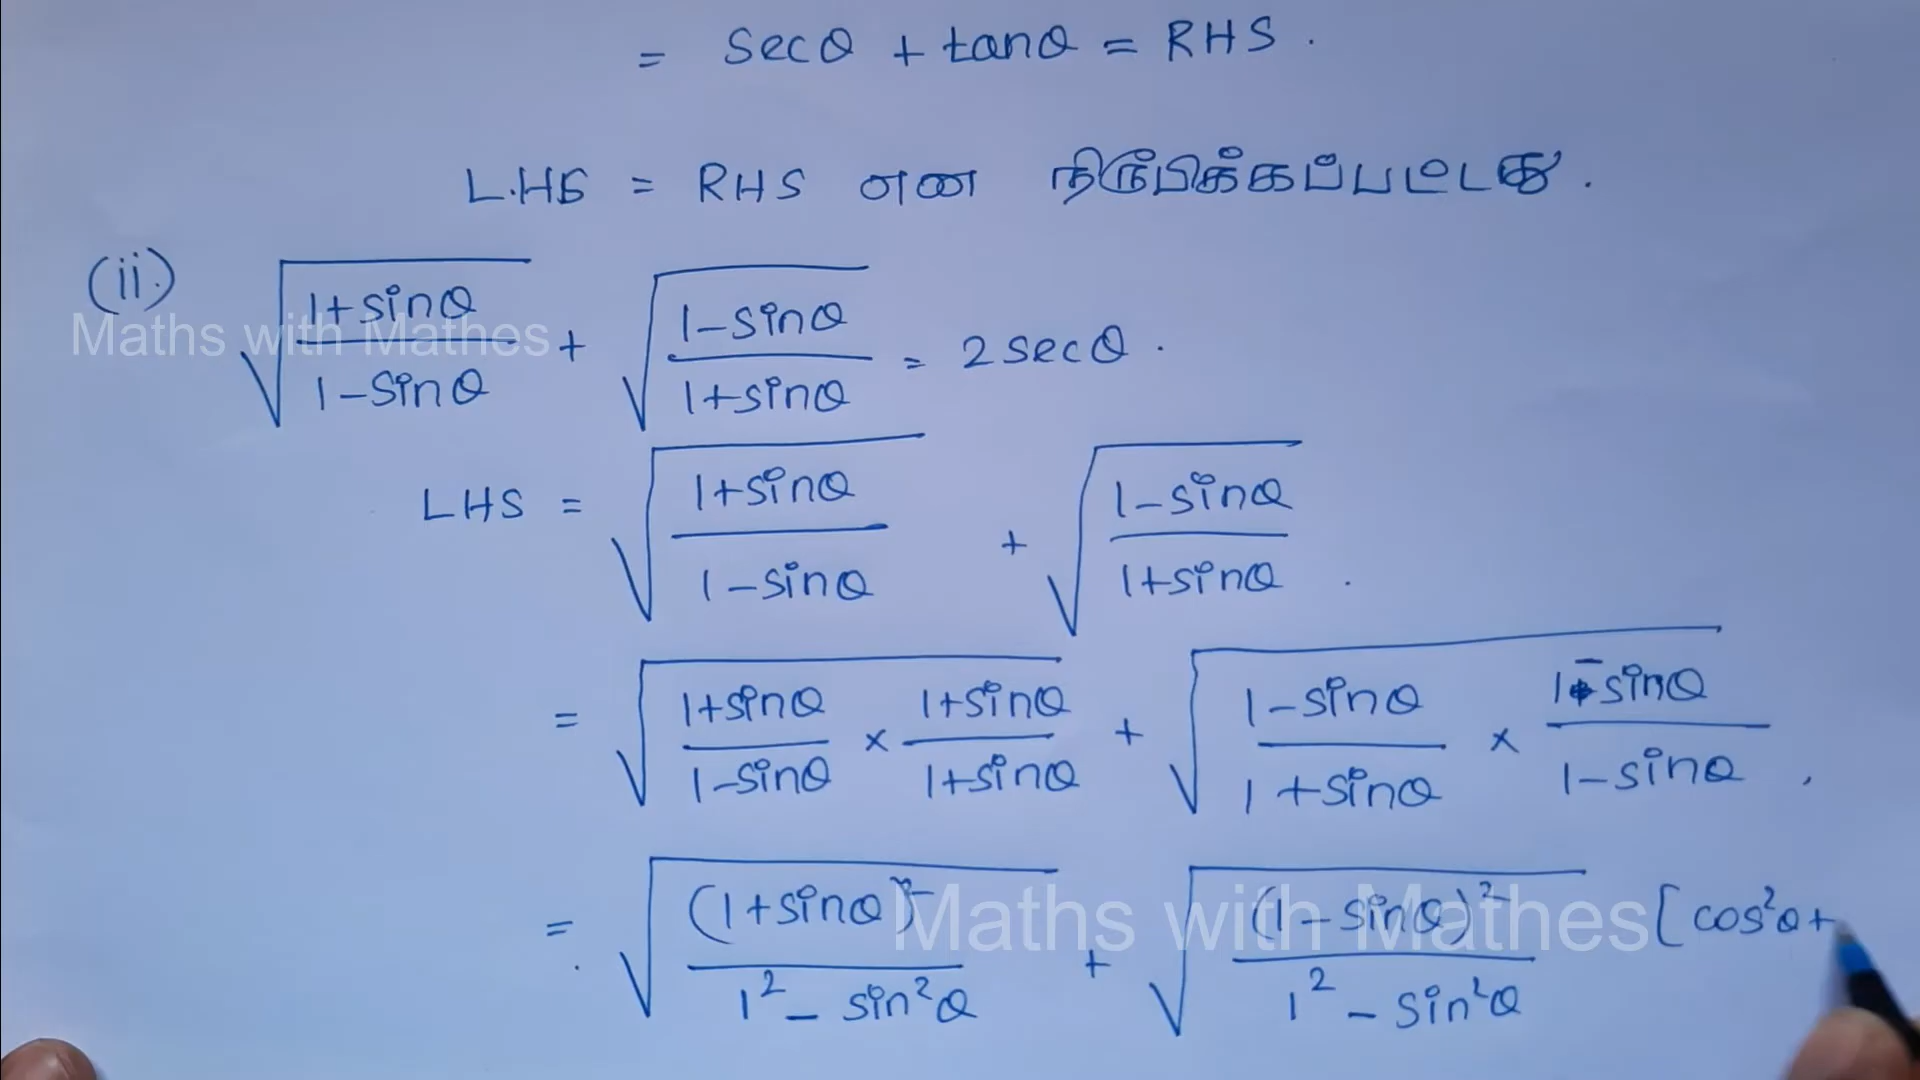 = secθ + tanθ = RHS .
L.HS = RHS என நிரூபிக்கப்பட்டது .
(ii) √((1+sinθ)/(1-sinθ)) + √((1-sinθ)/(1+sinθ)) = 2secθ .
Maths with Mathes
LHS = √((1+sinθ)/(1-sinθ)) + √((1-sinθ)/(1+sinθ)) .
= √((1+sinθ)/(1-sinθ) × (1+sinθ)/(1+sinθ)) + √((1-sinθ)/(1+sinθ) × (1-sinθ)/(1-sinθ)) ,
= √((1+sinθ)²/(1²-sin²θ)) + √((1-sinθ)²/(1²-sin²θ)) [cos²θ+
Maths with Mathes